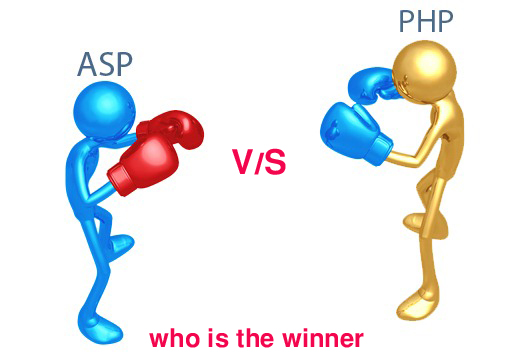 PHP
ASP
V/S
who is the winner